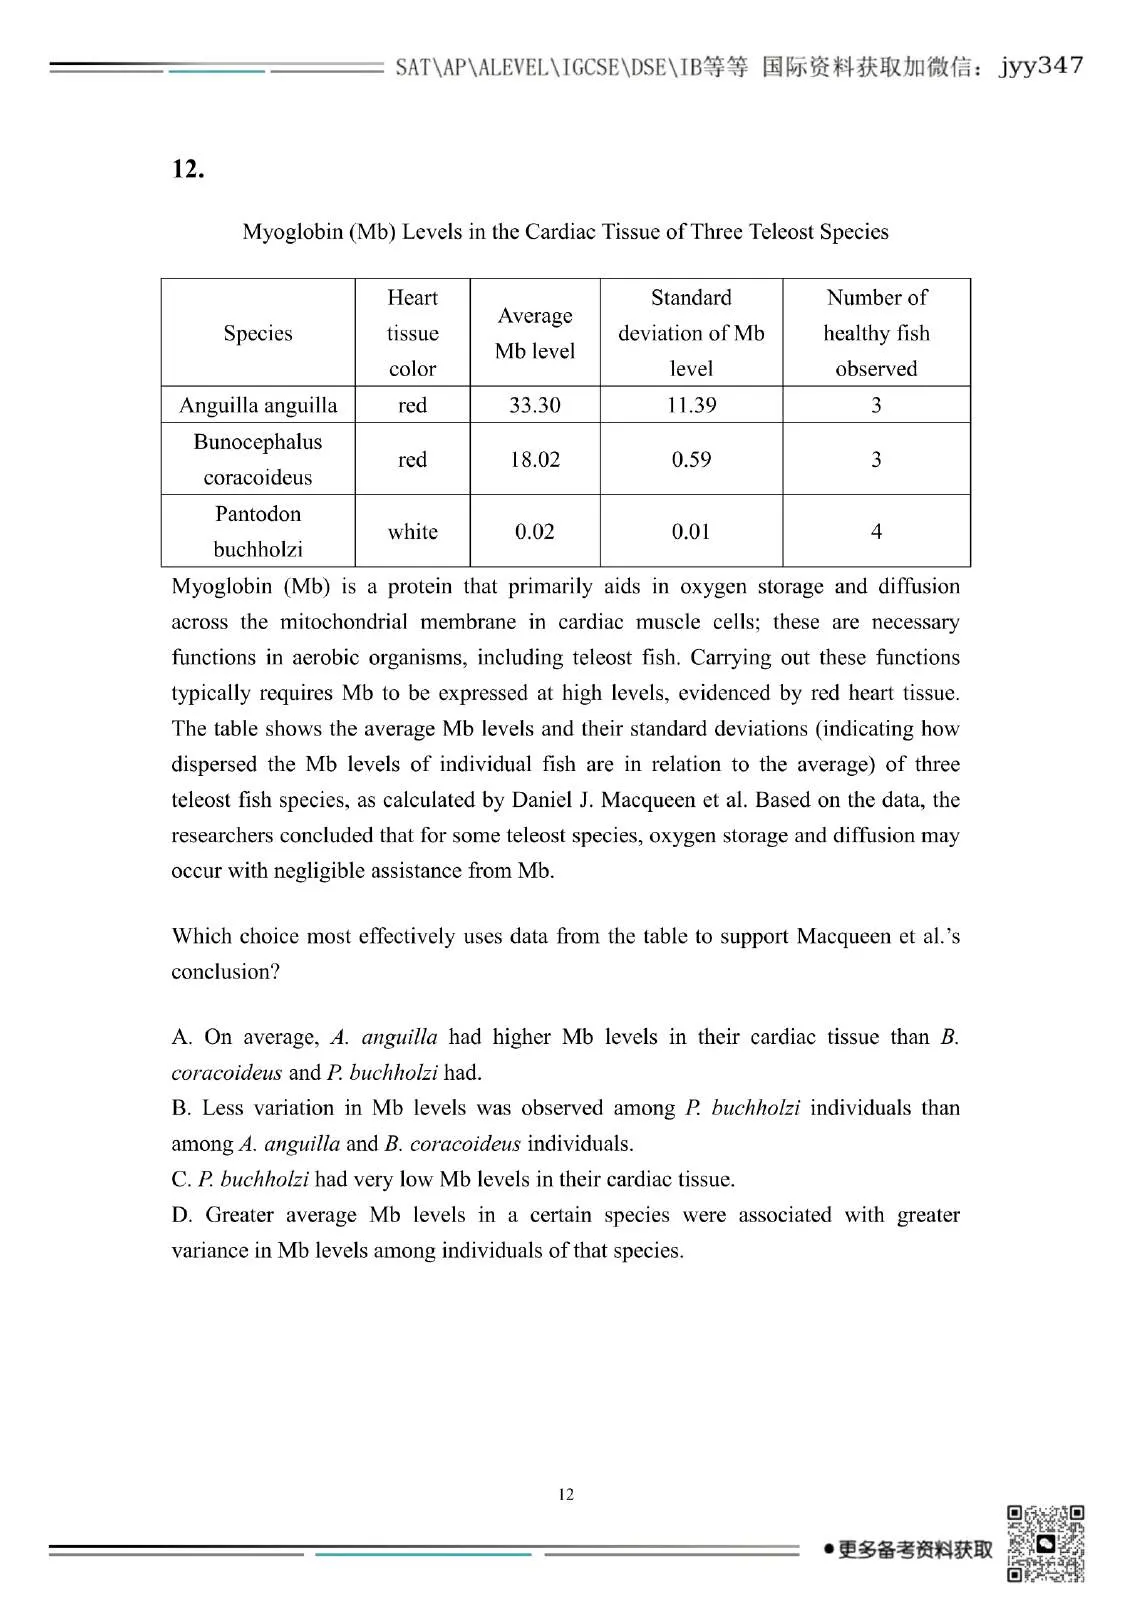 SAT\AP\ALEVEL\IGCSE\DSE\IB等等 国际资料获取加微信：jyy347
12.
Myoglobin (Mb) Levels in the Cardiac Tissue of Three Teleost Species
Species
Heart
tissue
color
Average
Mb level
Standard
deviation of Mb
level
Number of
healthy fish
observed
Anguilla anguilla red 33.30 11.39 3
Bunocephalus
coracoideus
red 18.02 0.59 3
Pantodon
buchholzi
white 0.02 0.01 4
Myoglobin (Mb) is a protein that primarily aids in oxygen storage and diffusion
across the mitochondrial membrane in cardiac muscle cells; these are necessary
functions in aerobic organisms, including teleost fish. Carrying out these functions
typically requires Mb to be expressed at high levels, evidenced by red heart tissue.
The table shows the average Mb levels and their standard deviations (indicating how
dispersed the Mb levels of individual fish are in relation to the average) of three
teleost fish species, as calculated by Daniel J. Macqueen et al. Based on the data, the
researchers concluded that for some teleost species, oxygen storage and diffusion may
occur with negligible assistance from Mb.
Which choice most effectively uses data from the table to support Macqueen et al.’s
conclusion?
A. On average, A. anguilla had higher Mb levels in their cardiac tissue than B.
coracoideus and P. buchholzi had.
B. Less variation in Mb levels was observed among P. buchholzi individuals than
among A. anguilla and B. coracoideus individuals.
C. P. buchholzi had very low Mb levels in their cardiac tissue.
D. Greater average Mb levels in a certain species were associated with greater
variance in Mb levels among individuals of that species.
12
●更多备考资料获取